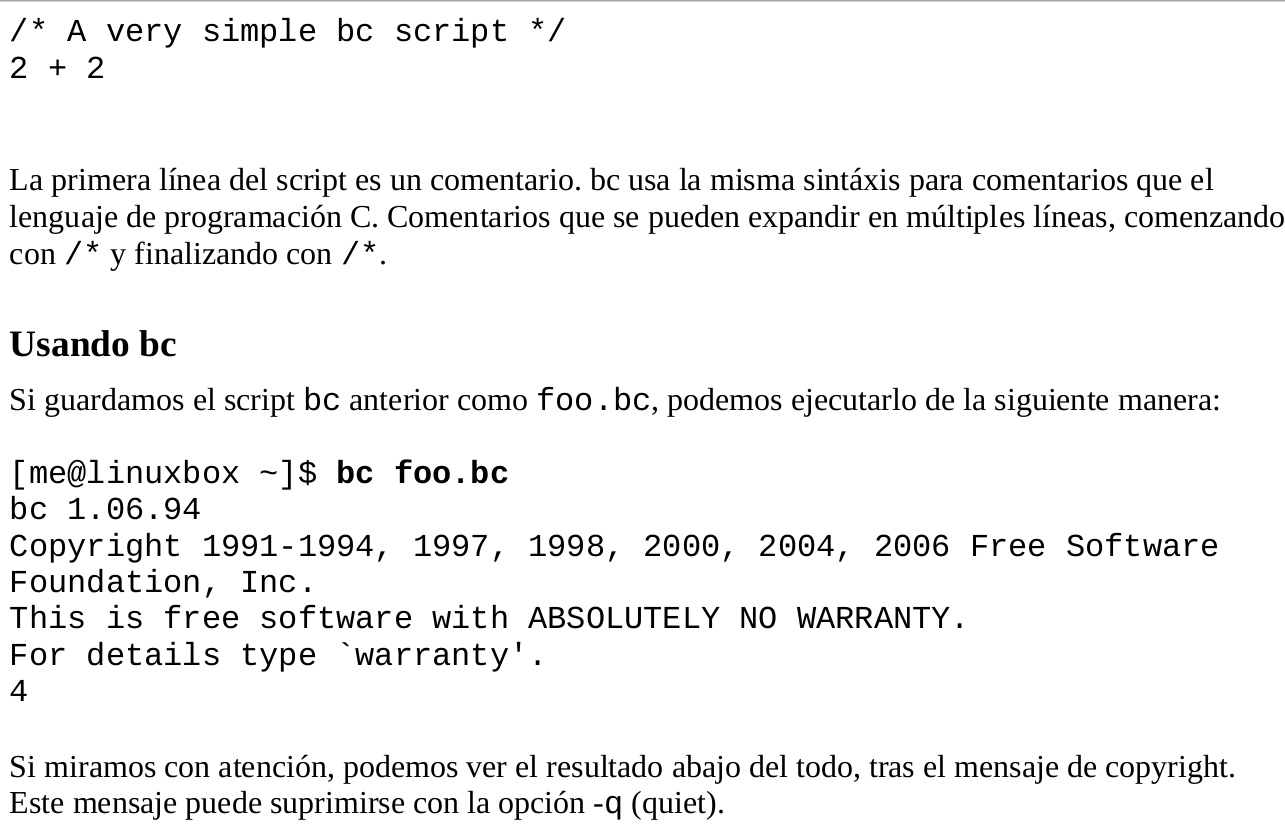 /* A very simple bc script */
2 + 2
La primera línea del script es un comentario. bc usa la misma sintáxis para comentarios que el
lenguaje de programación C. Comentarios que se pueden expandir en múltiples líneas, comenzando
con /* y finalizando con /*.
Usando bc
Si guardamos el script bc anterior como foo.bc, podemos ejecutarlo de la siguiente manera:
[me@linuxbox ~]$ bc foo.bc
bc 1.06.94
Copyright 1991-1994, 1997, 1998, 2000, 2004, 2006 Free Software
Foundation, Inc.
This is free software with ABSOLUTELY NO WARRANTY.
For details type `warranty'.
4
Si miramos con atención, podemos ver el resultado abajo del todo, tras el mensaje de copyright.
Este mensaje puede suprimirse con la opción -q (quiet).